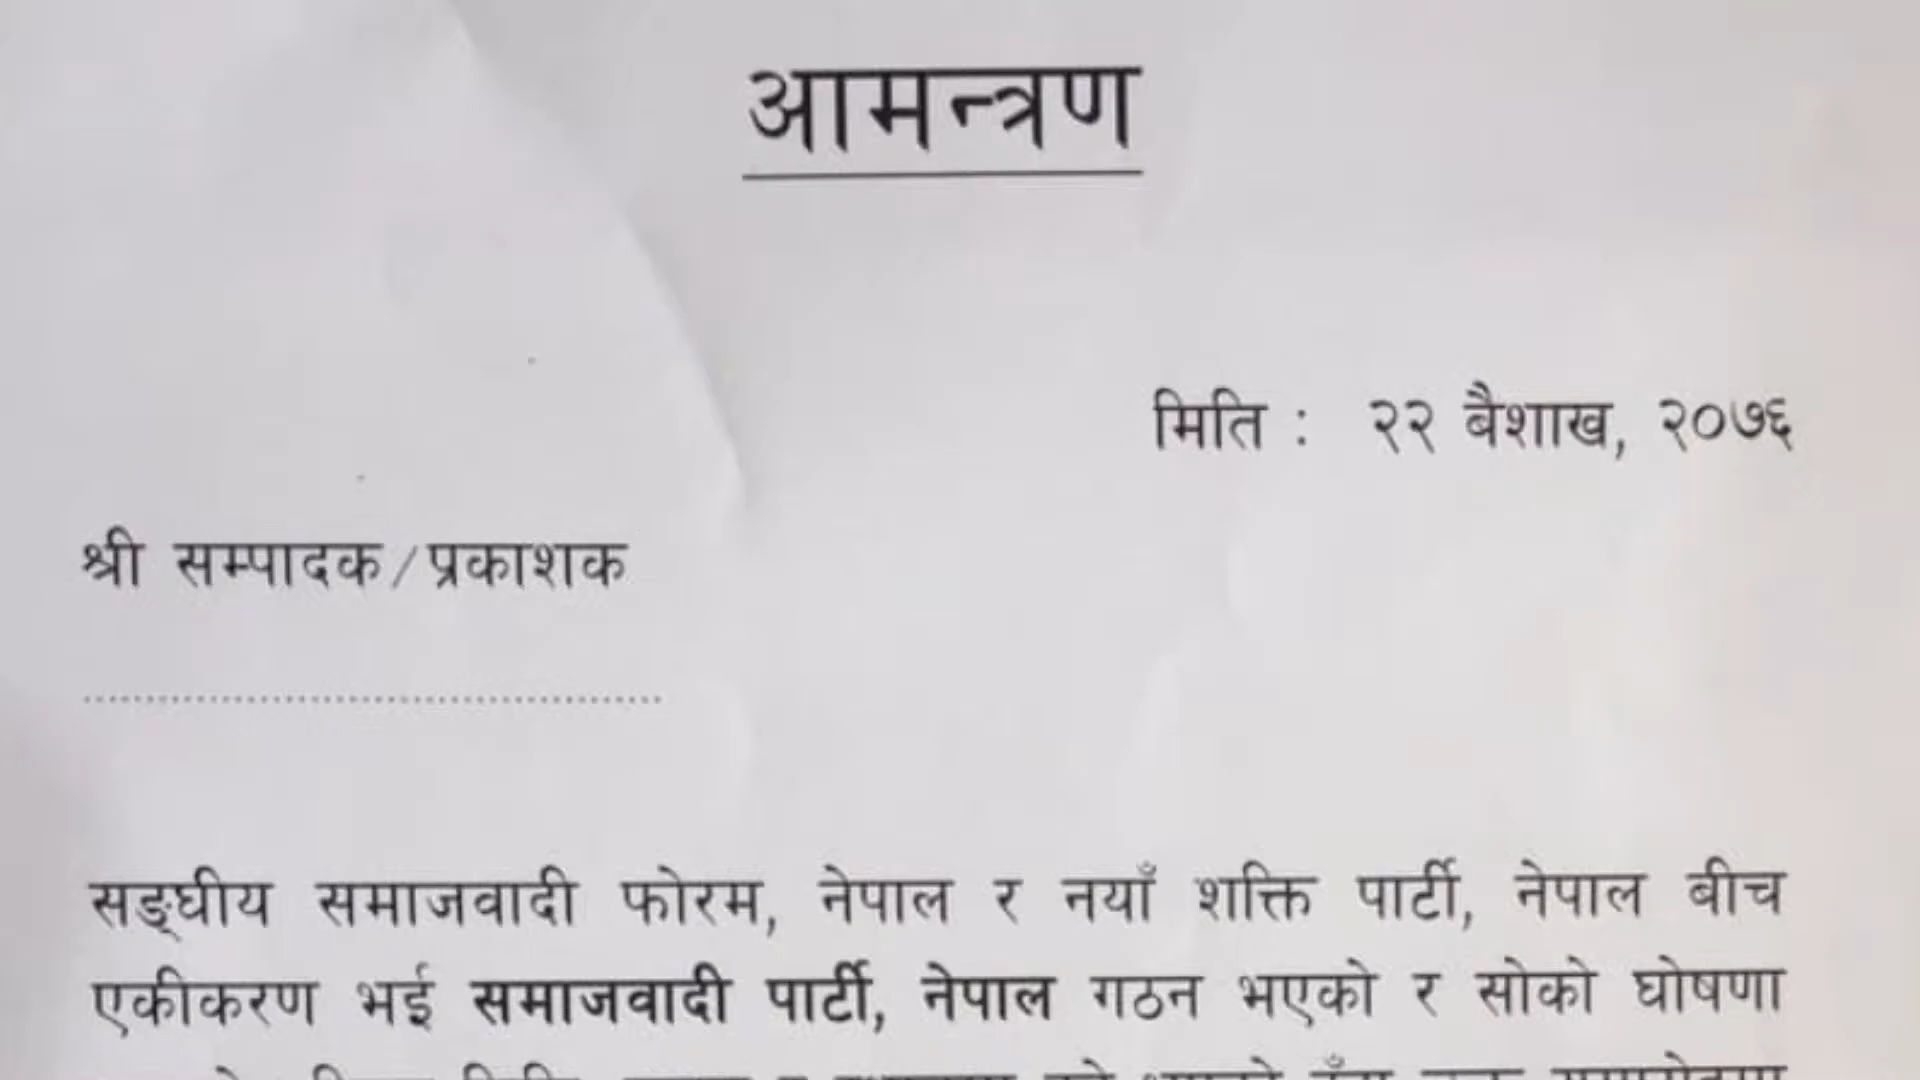 आमन्त्रण
मिति : २२ बैशाख, २०७६
श्री सम्पादक/प्रकाशक
........................................................
सङ्घीय समाजवादी फोरम, नेपाल र नयाँ शक्ति पार्टी, नेपाल बीच
एकीकरण भई समाजवादी पार्टी, नेपाल गठन भएको र सोको घोषणा